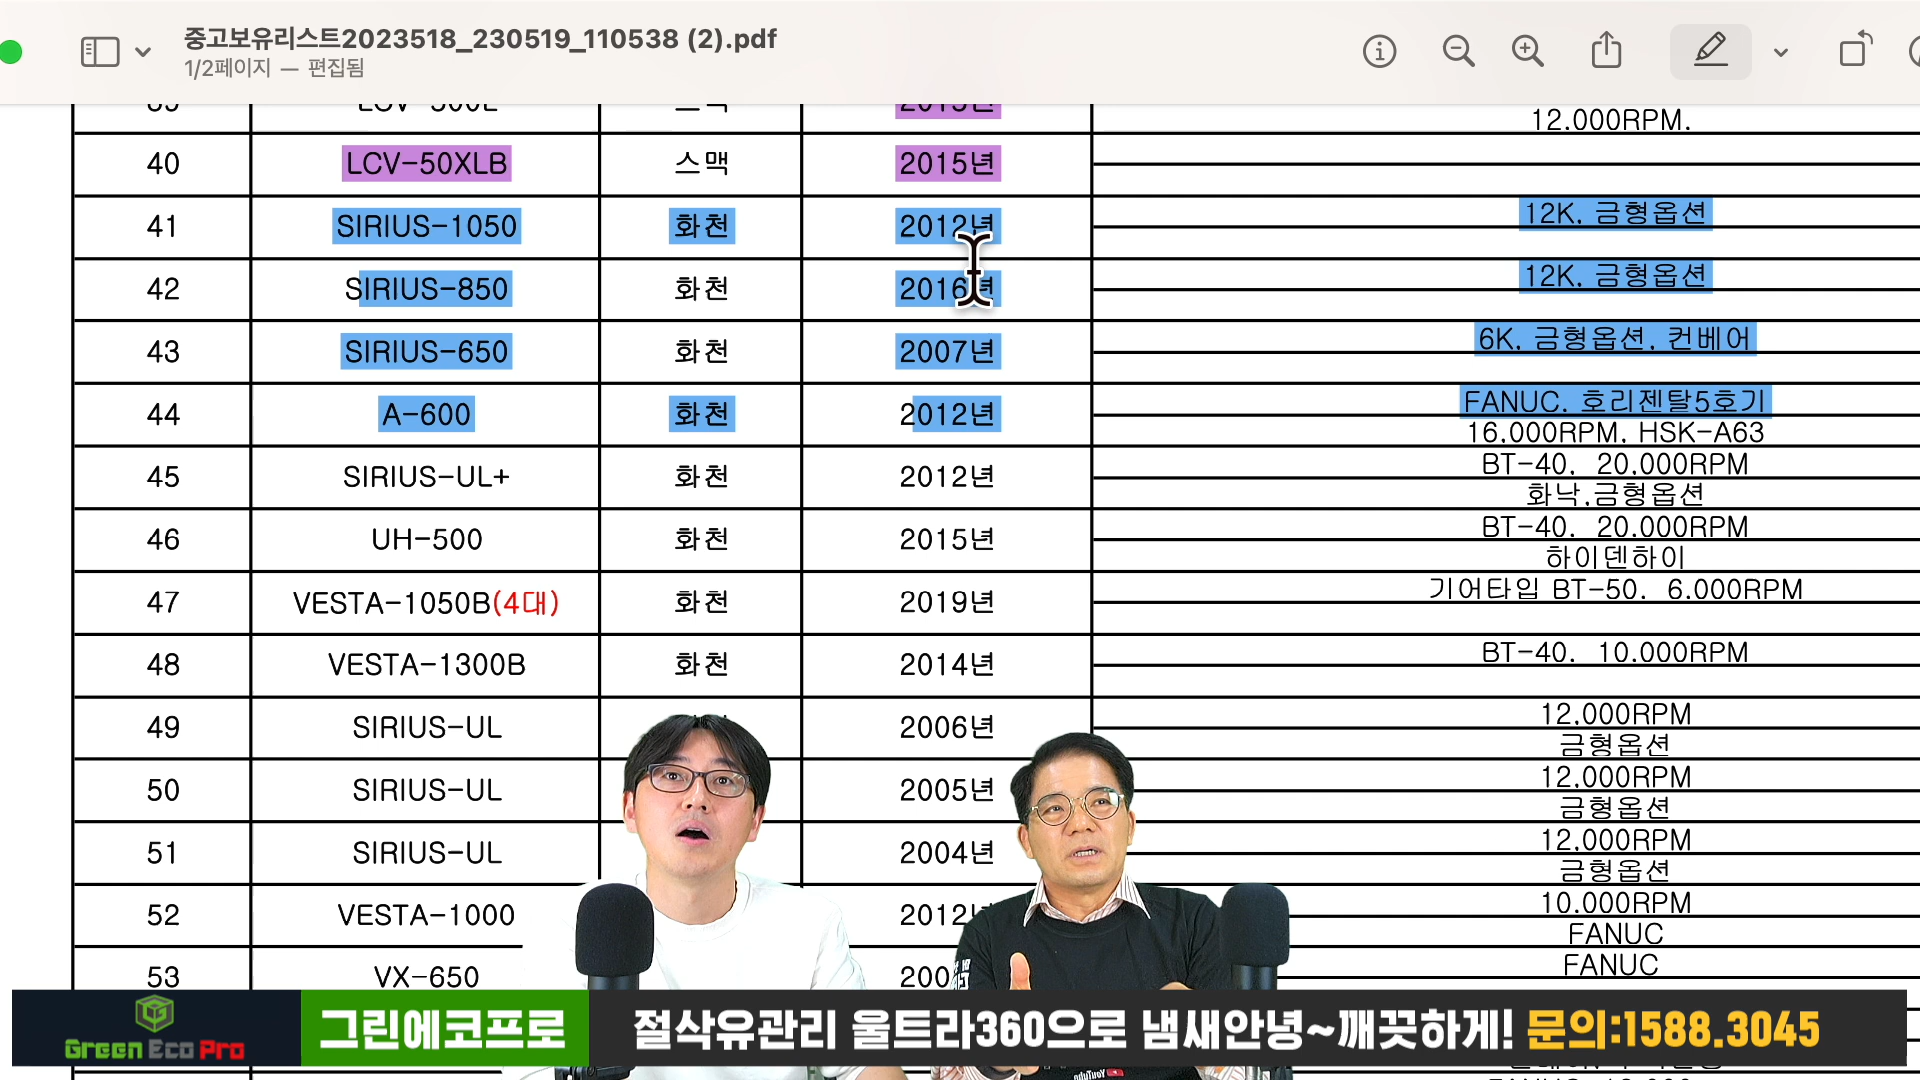 중고보유리스트2023518_230519_110538 (2).pdf
1/2페이지 — 편집됨
12,000RPM,
40 LCV-50XLB 스맥 2015년
41 SIRIUS-1050 화천 2012년 12K, 금형옵션
42 SIRIUS-850 화천 2016년 12K, 금형옵션
43 SIRIUS-650 화천 2007년 6K, 금형옵션, 컨베어
44 A-600 화천 2012년 FANUC, 호리젠탈5호기
16,000RPM, HSK-A63
45 SIRIUS-UL+ 화천 2012년 BT-40, 20,000RPM
화낙,금형옵션
46 UH-500 화천 2015년 BT-40, 20,000RPM
하이덴하이
47 VESTA-1050B(4대) 화천 2019년 기어타입 BT-50, 6,000RPM
48 VESTA-1300B 화천 2014년 BT-40, 10,000RPM
49 SIRIUS-UL 2006년 12,000RPM
금형옵션
50 SIRIUS-UL 2005년 12,000RPM
금형옵션
51 SIRIUS-UL 2004년 12,000RPM
금형옵션
52 VESTA-1000 2012 10,000RPM
FANUC
53 VX-650 200 FANUC
Green Eco Pro 그린에코프로 절삭유관리 울트라360으로 냄새안녕~깨끗하게! 문의:1588.3045
YouTube